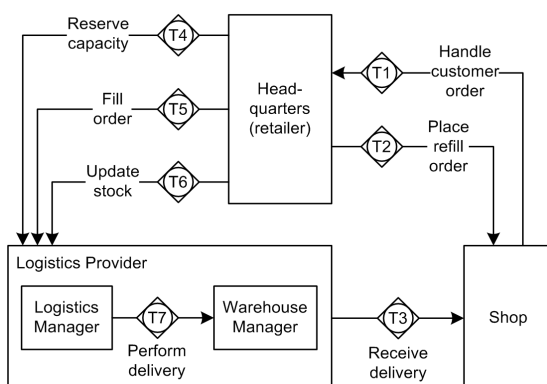 Reserve
capacity
T4
Head-
quarters
(retailer)
T1
Handle
customer
order
Fill
order
T5
T2
Place
refill
order
Update
stock
T6
Logistics Provider
Logistics
Manager
T7
Perform
delivery
Warehouse
Manager
T3
Receive
delivery
Shop